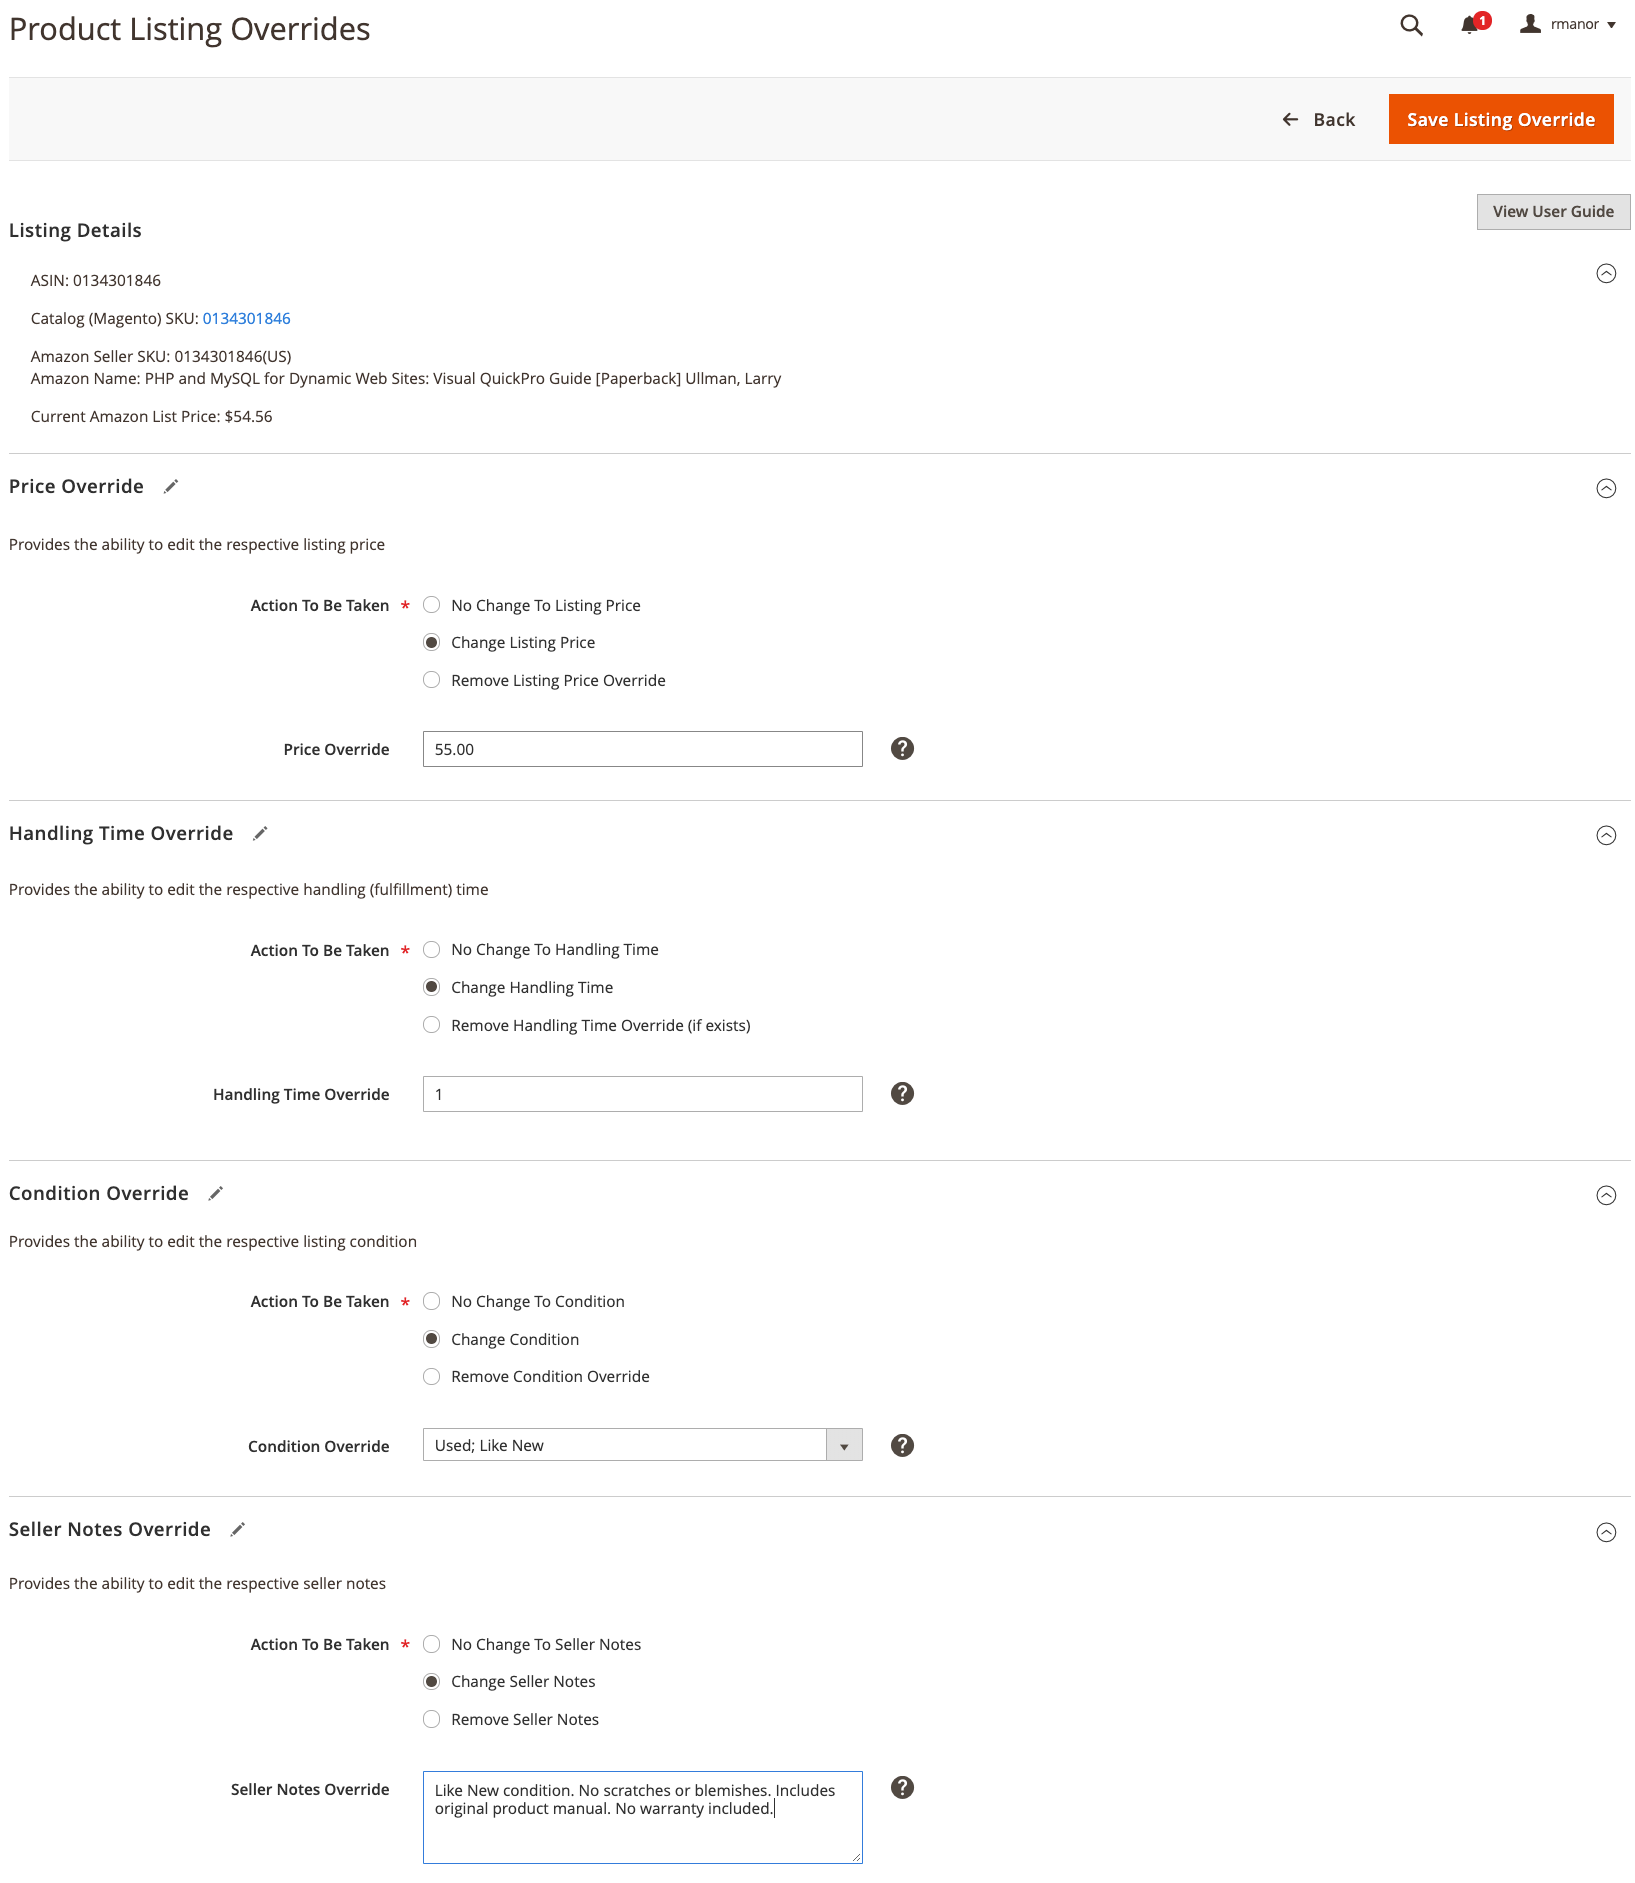 Product Listing Overrides
1
rmanor
Back
Save Listing Override
View User Guide
Listing Details
ASIN: 0134301846
Catalog (Magento) SKU: 0134301846
Amazon Seller SKU: 0134301846(US)
Amazon Name: PHP and MySQL for Dynamic Web Sites: Visual QuickPro Guide [Paperback] Ullman, Larry
Current Amazon List Price: $54.56
Price Override
Provides the ability to edit the respective listing price
Action To Be Taken * No Change To Listing Price
Change Listing Price
Remove Listing Price Override
Price Override 55.00 ?
Handling Time Override
Provides the ability to edit the respective handling (fulfillment) time
Action To Be Taken * No Change To Handling Time
Change Handling Time
Remove Handling Time Override (if exists)
Handling Time Override 1 ?
Condition Override
Provides the ability to edit the respective listing condition
Action To Be Taken * No Change To Condition
Change Condition
Remove Condition Override
Condition Override Used; Like New ?
Seller Notes Override
Provides the ability to edit the respective seller notes
Action To Be Taken * No Change To Seller Notes
Change Seller Notes
Remove Seller Notes
Seller Notes Override Like New condition. No scratches or blemishes. Includes ?
original product manual. No warranty included.